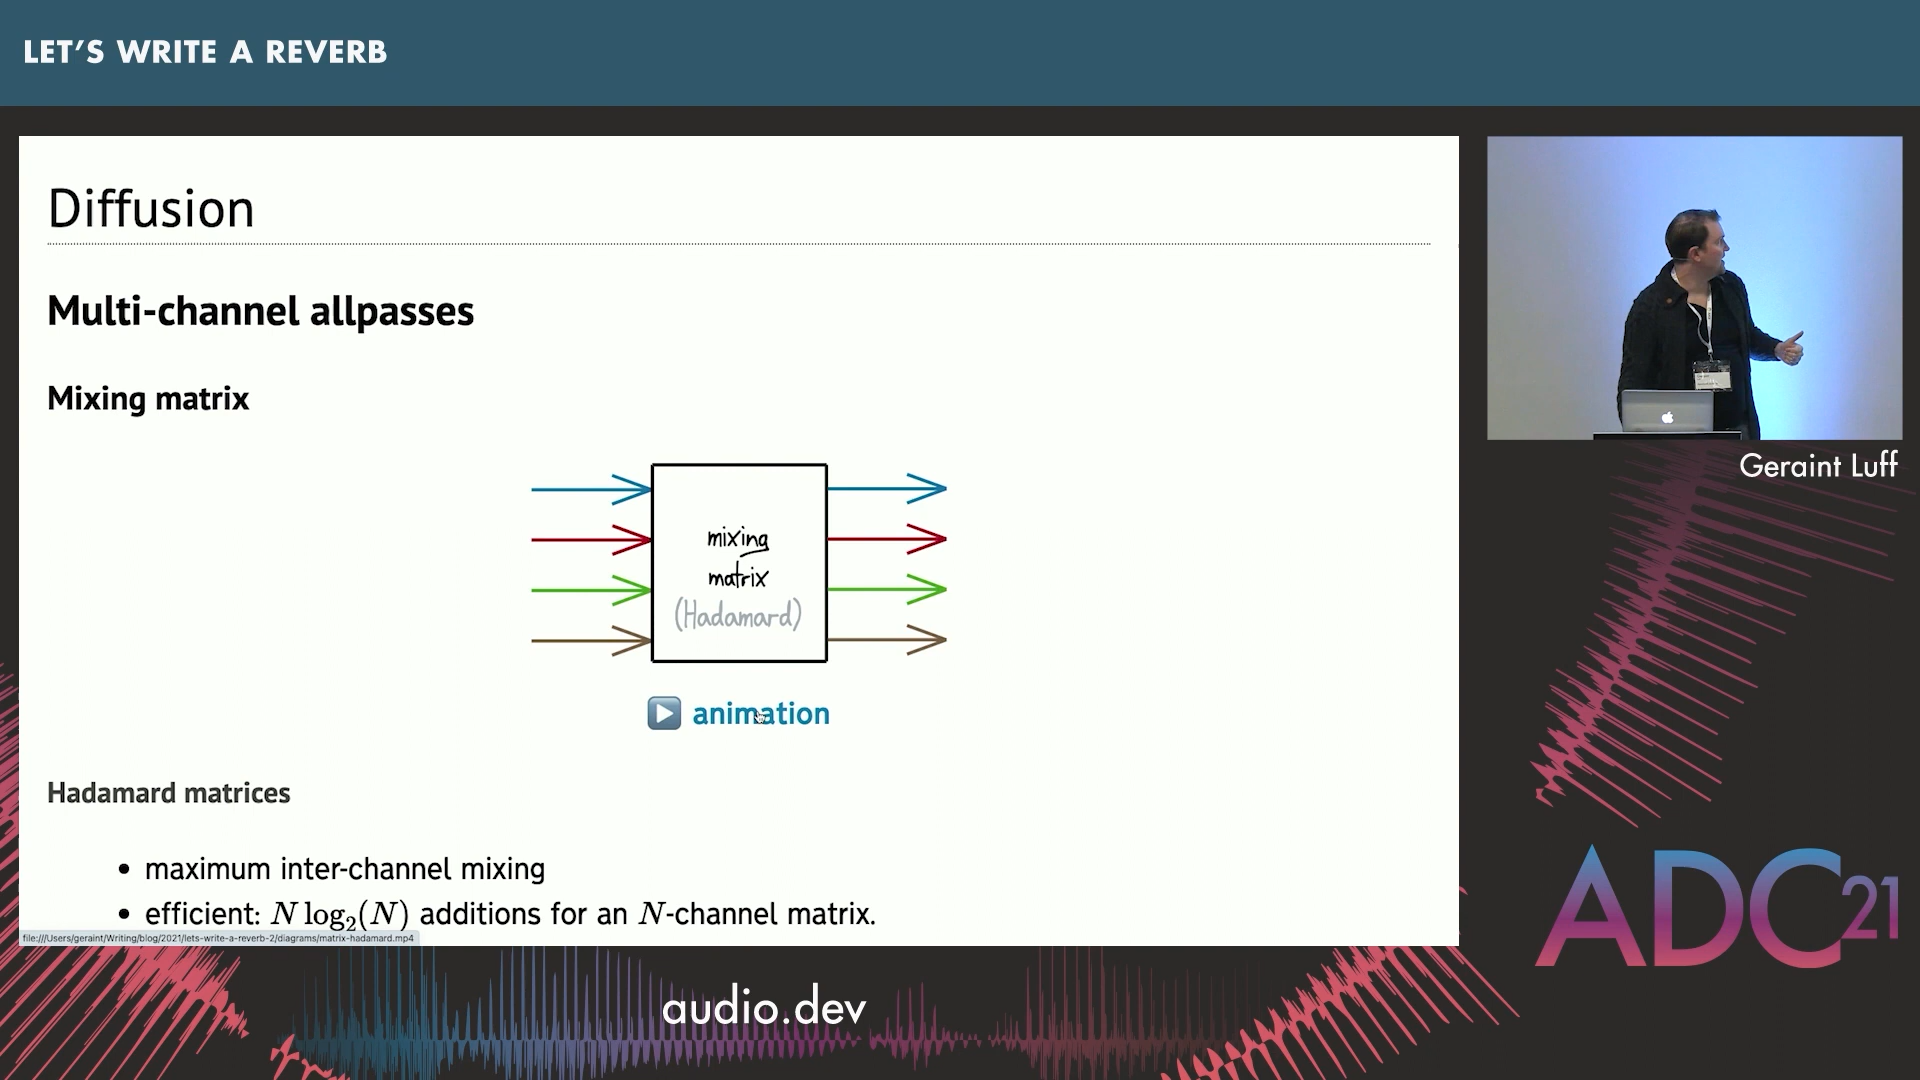 LET'S WRITE A REVERB
Diffusion
Multi-channel allpasses
Mixing matrix
mixing
matrix
(Hadamard)
animation
Hadamard matrices
• maximum inter-channel mixing
• efficient: N log₂(N) additions for an N-channel matrix.
file:///Users/geraint/Writing/blog/2021/lets-write-a-reverb-2/diagrams/matrix-hadamard.mp4
Geraint Luff
ADC21
audio.dev